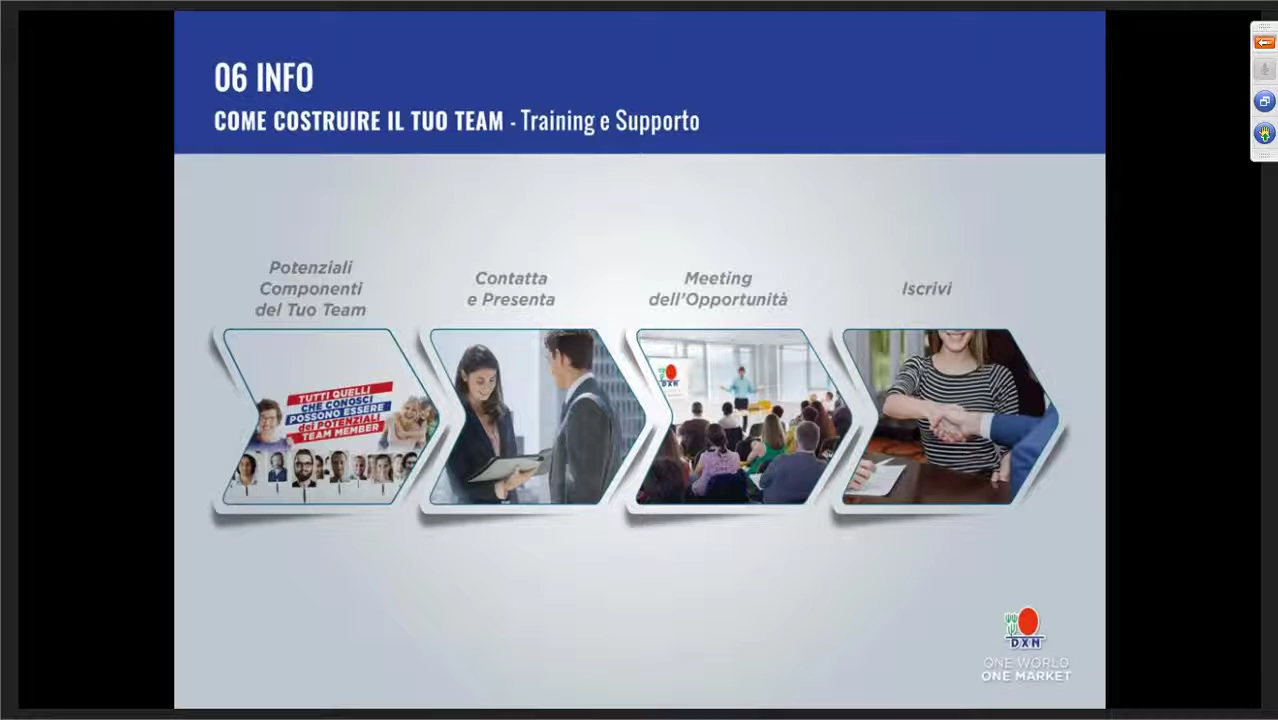 06 INFO
COME COSTRUIRE IL TUO TEAM - Training e Supporto
Potenziali
Componenti
del Tuo Team
Contatta
e Presenta
Meeting
dell'Opportunità
Iscrivi
TUTTI QUELLI
CHE CONOSCI
POSSONO ESSERE
dei POTENZIALI
TEAM MEMBER
DXN
DXN
ONE WORLD
ONE MARKET